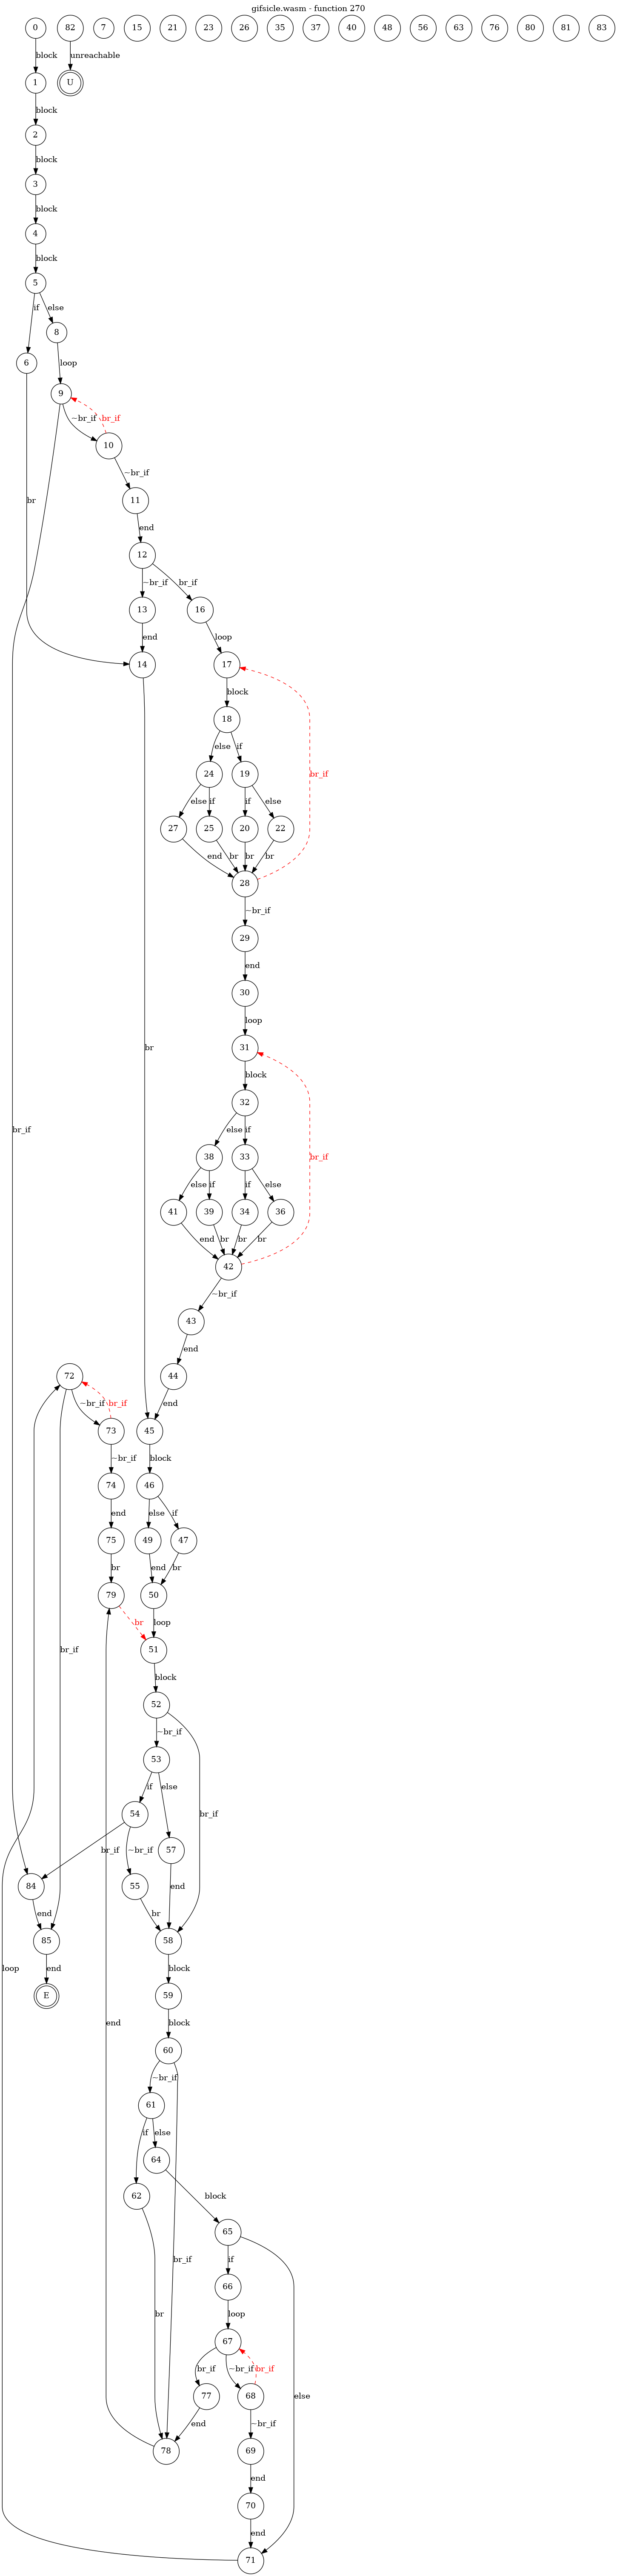 gifsicle.wasm - function 270
0 82 7 15 21 23 26 35 37 40 48 56 63 76 80 81 83
block unreachable
1 U
block
2
block
3
block
4
block
5
if else
8
6 loop
9
~br_if br_if
10
~br_if
br 11
end
12
~br_if br_if
13 16
end loop
14 17
block
18
else if
24 19 br_if
else if if else
27 25 20 22
end br br br
28
~br_if
29
end
30
loop
br 31
block
br_if 32
else if
38 33 br_if
else if if else
41 39 34 36
end br br br
42
~br_if
43
end
72 44
~br_if br_if end
73 45
~br_if block
74 46
end else if
75 49 47
br end br
79 50
br loop
br_if 51
block
52
~br_if
53
if else
54 br_if
br_if ~br_if 57
84 55 end
end br
85 58
loop end block
E 59
end block
60
~br_if
61
if else
64
62 block
65
br_if if
66
br loop
67
br_if ~br_if br_if
77 68 else
end ~br_if
78 69
end
70
end
71